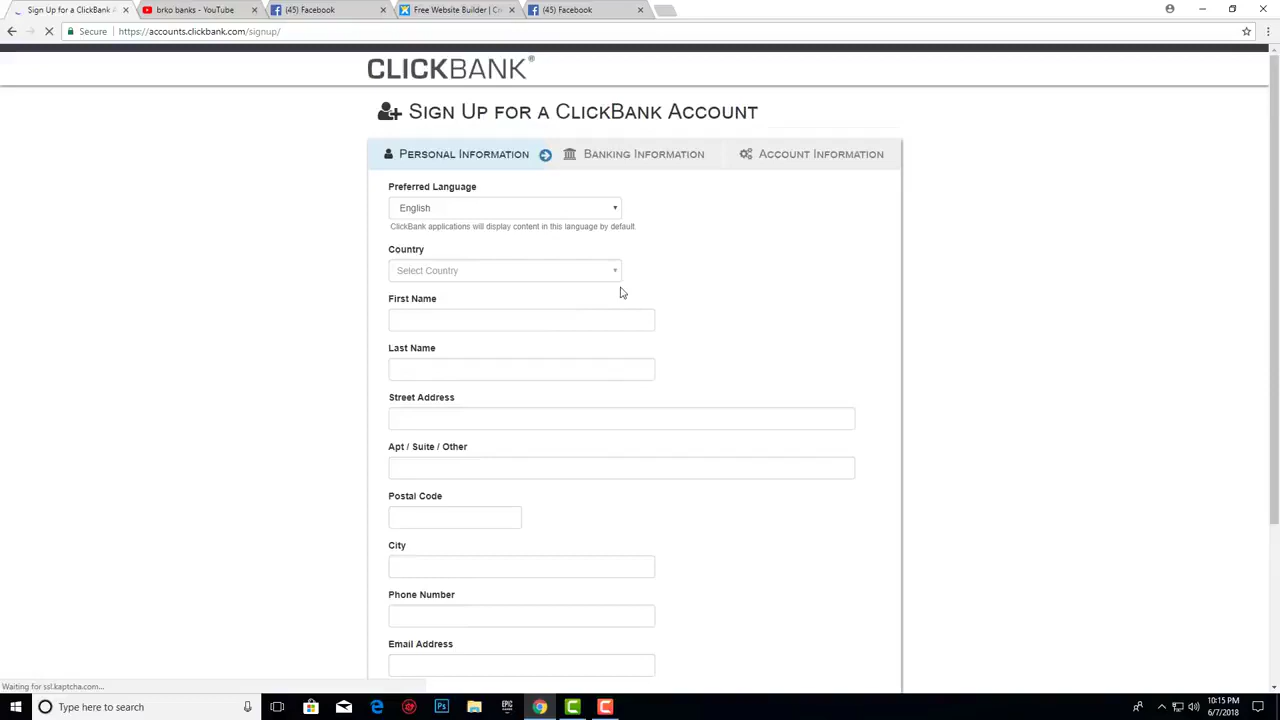 Sign Up for a ClickBank A
brko banks - YouTube
(45) Facebook
Free Website Builder | Cr
(45) Facebook
Secure
https://accounts.clickbank.com/signup/
CLICKBANK®
Sign Up for a ClickBank Account
Personal Information
Banking Information
Account Information
Preferred Language
English
ClickBank applications will display content in this language by default.
Country
Select Country
First Name
Last Name
Street Address
Apt / Suite / Other
Postal Code
City
Phone Number
Email Address
Waiting for ssl.kaptcha.com...
Type here to search
Ps
EPIC
10:15 PM
6/7/2018